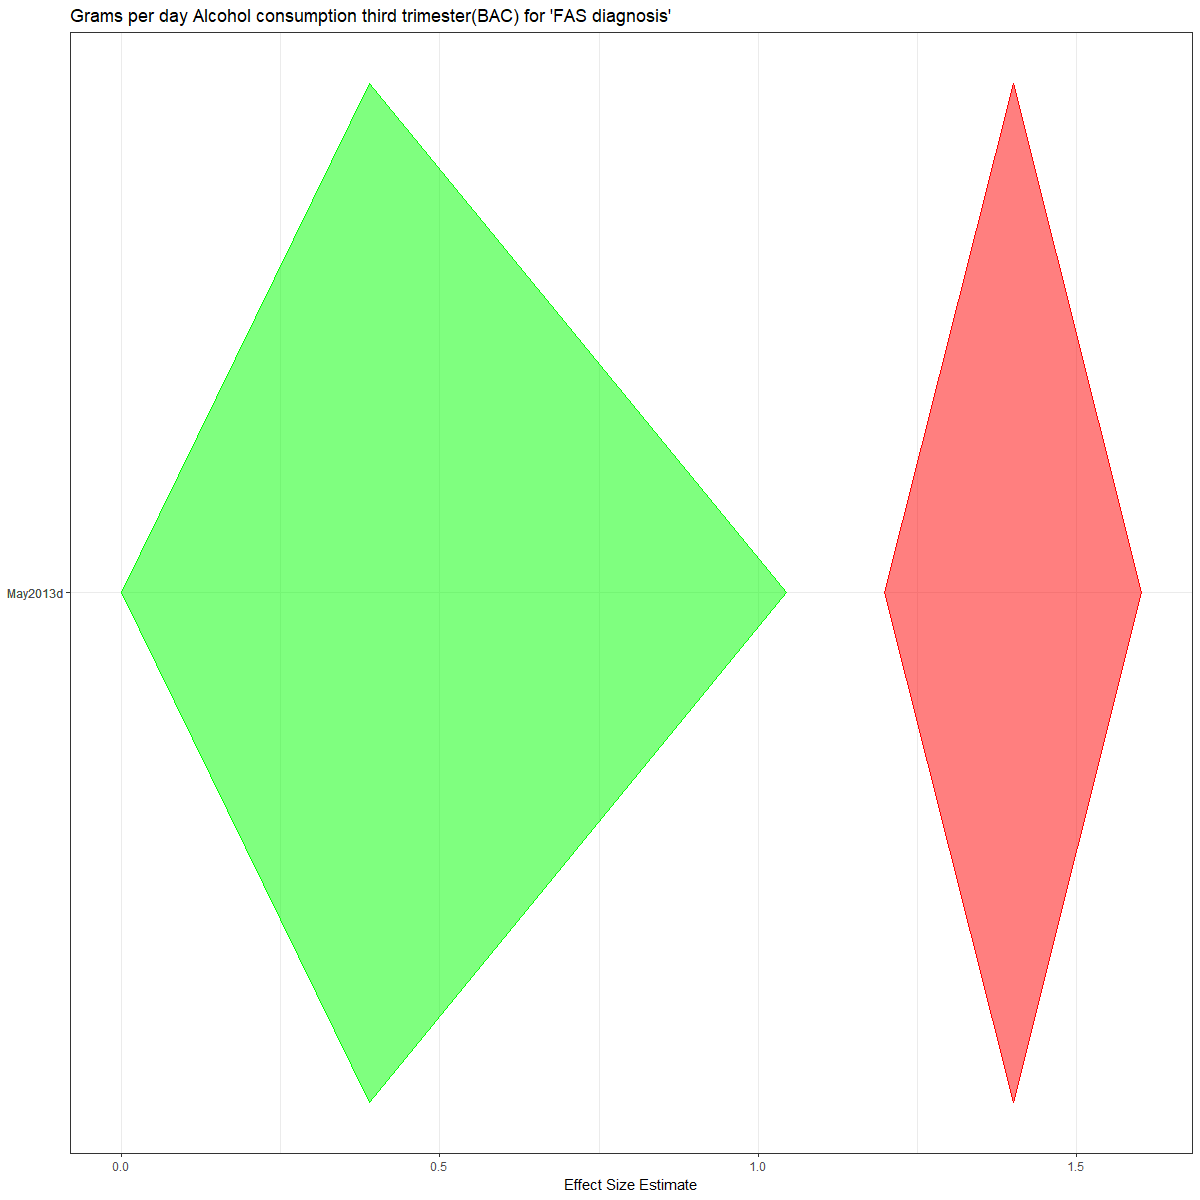 Grams per day Alcohol consumption third trimester(BAC) for 'FAS diagnosis'
May2013d
0.0
0.5
1.0
1.5
Effect Size Estimate